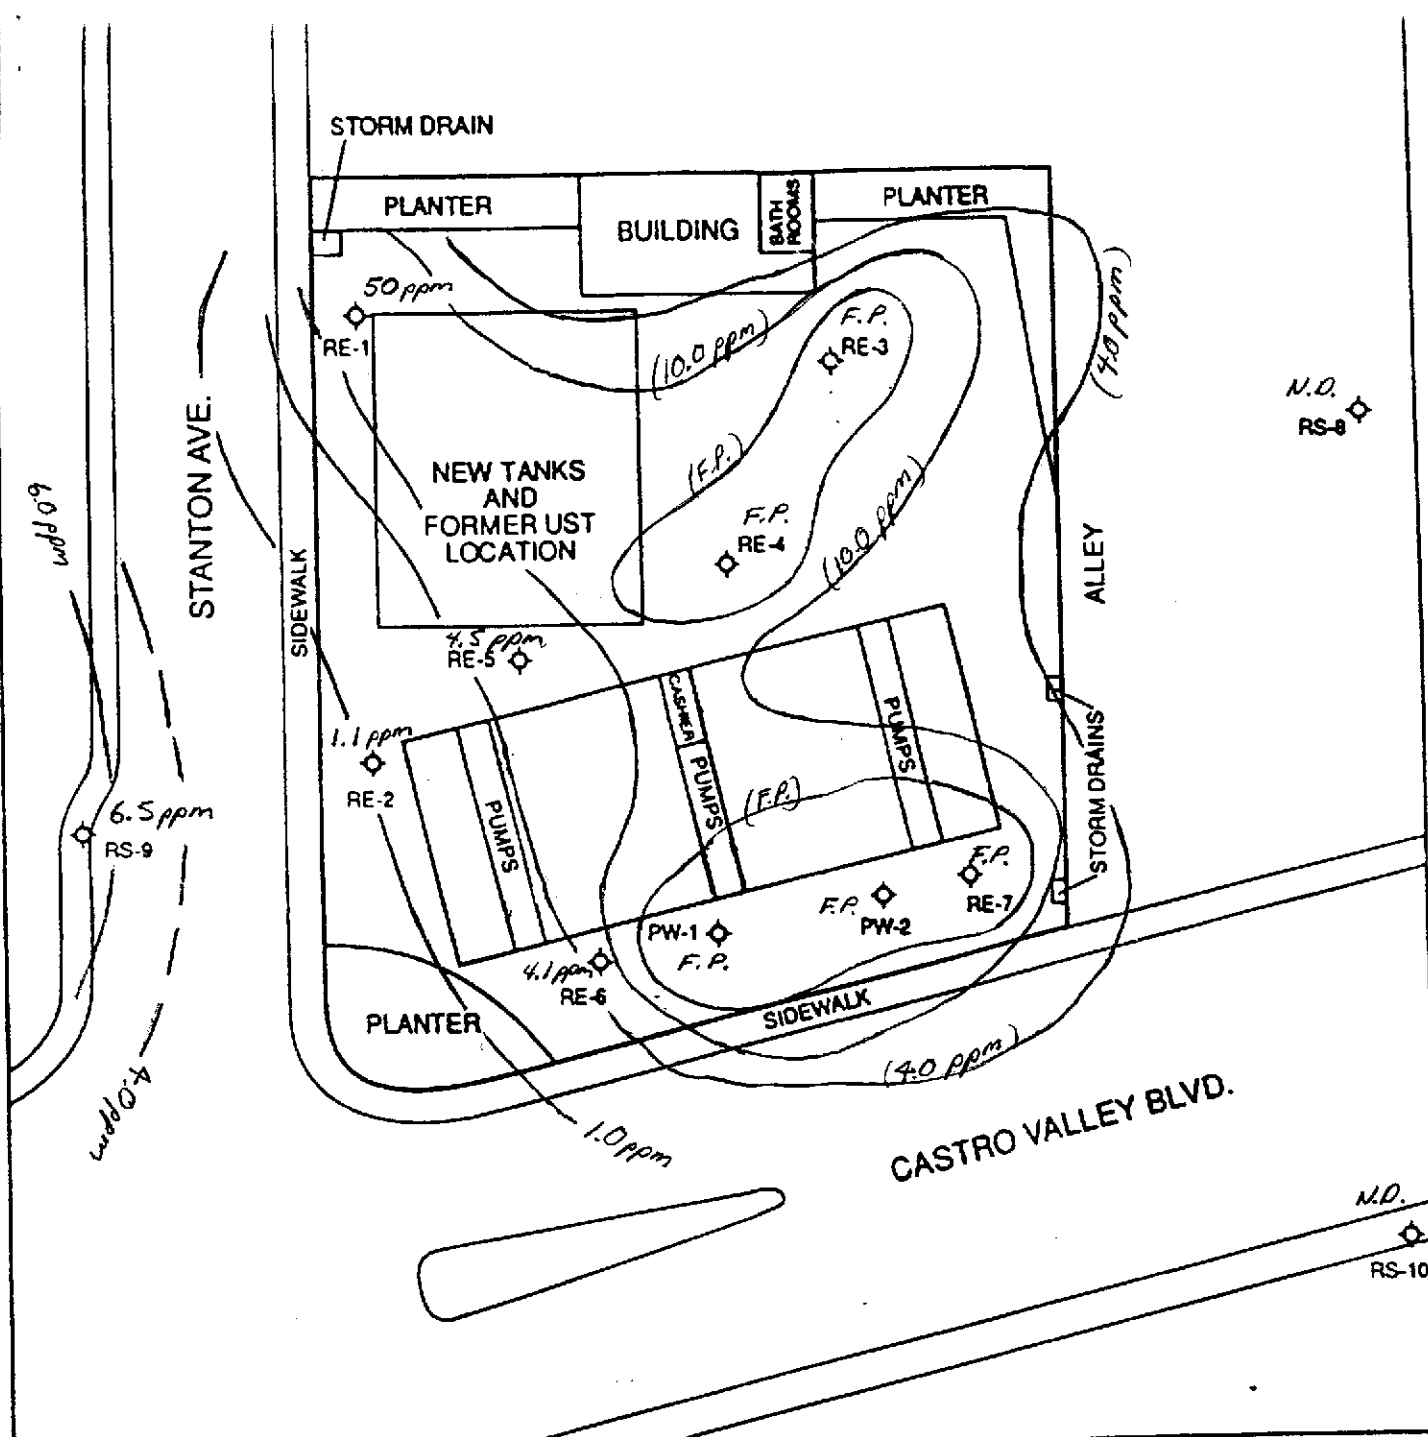 STORM DRAIN
PLANTER
BUILDING
BATH
ROOMS
PLANTER
50 ppm
RE-1
(10.0 ppm)
F.P.
RE-3
(4.0 ppm)
N.D.
RS-8
STANTON AVE.
6.0 ppm
SIDEWALK
NEW TANKS
AND
FORMER UST
LOCATION
(F.P.)
F.P.
RE-4
(10.0 ppm)
ALLEY
4.5 ppm
RE-5
CASHIER
PUMPS
PUMPS
PUMPS
1.1 ppm
RE-2
6.5 ppm
RS-9
(F.P.)
STORM DRAINS
F.P.
RE-7
F.P.
PW-2
PW-1
F.P.
4.1 ppm
RE-6
PLANTER
SIDEWALK
(4.0 ppm)
4.0 ppm
1.0 ppm
CASTRO VALLEY BLVD.
N.D.
RS-10